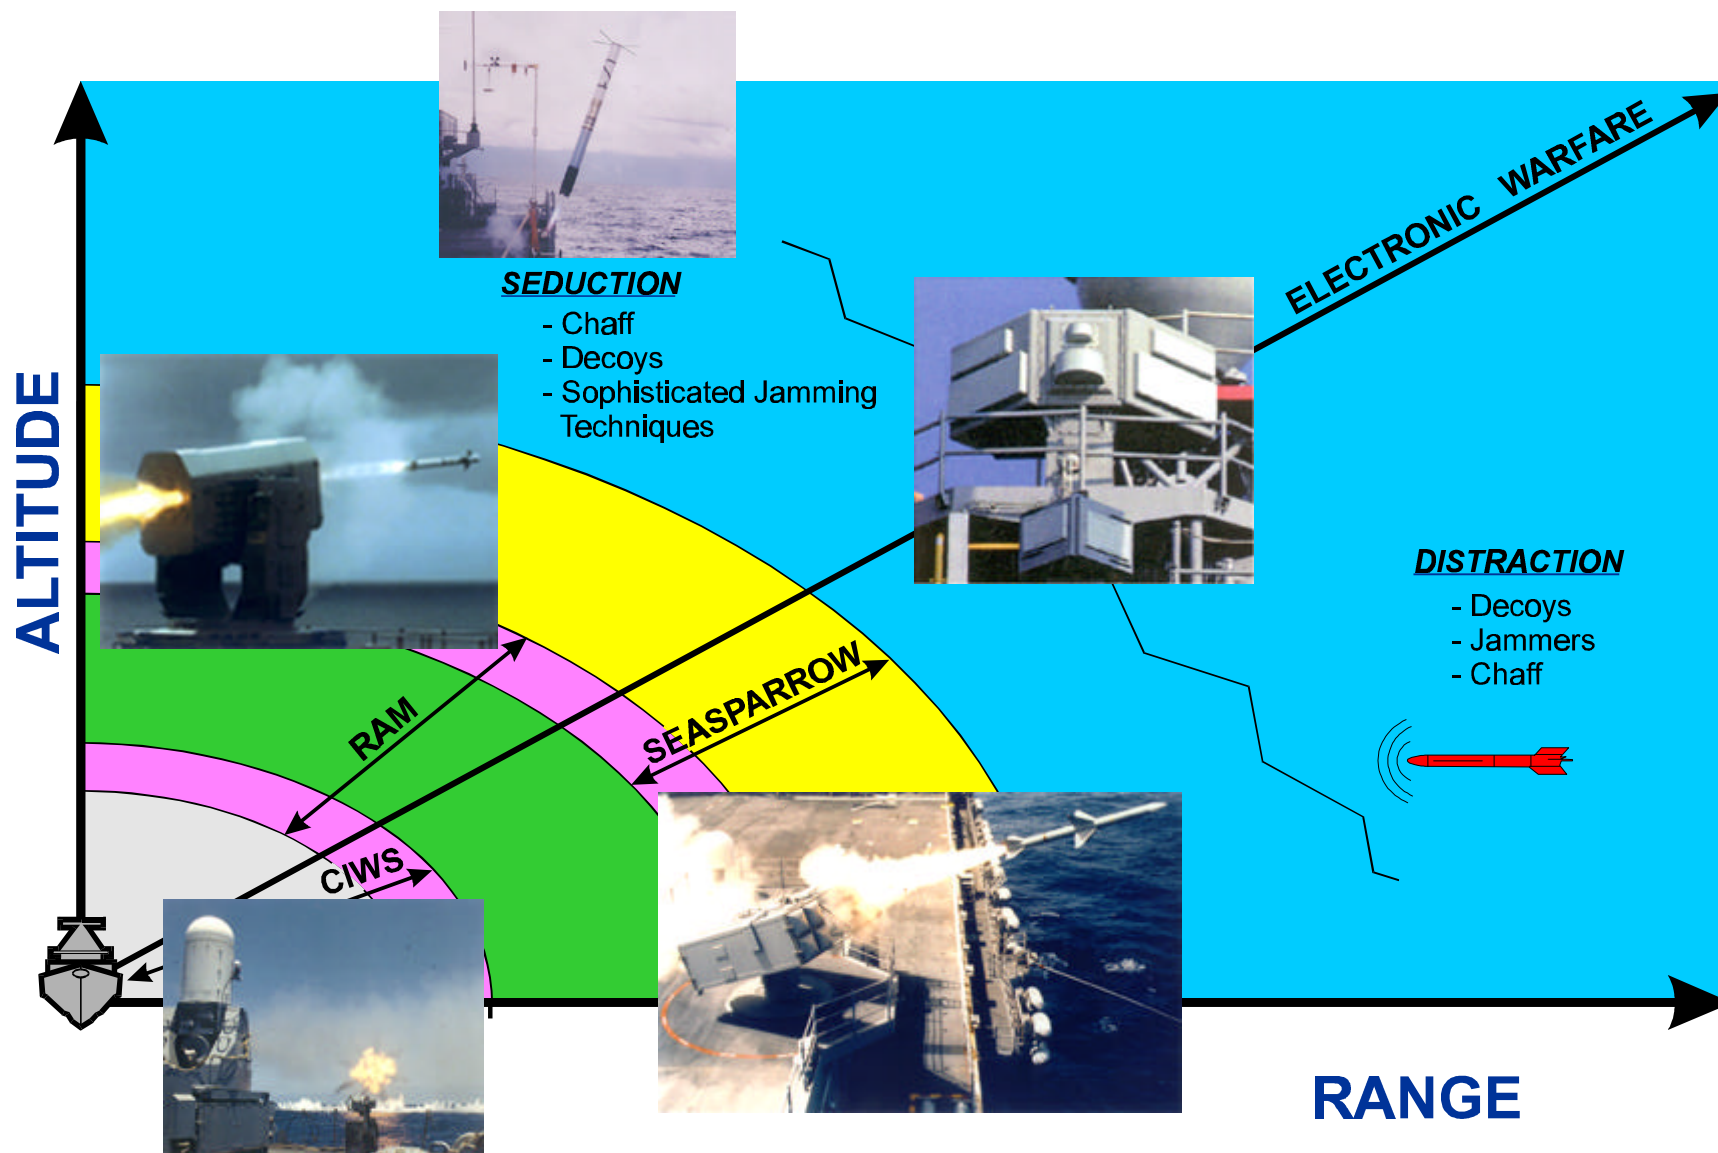 ELECTRONIC WARFARE
SEDUCTION
- Chaff
- Decoys
- Sophisticated Jamming
Techniques
ALTITUDE
DISTRACTION
- Decoys
- Jammers
- Chaff
RAM
SEASPARROW
CIWS
RANGE